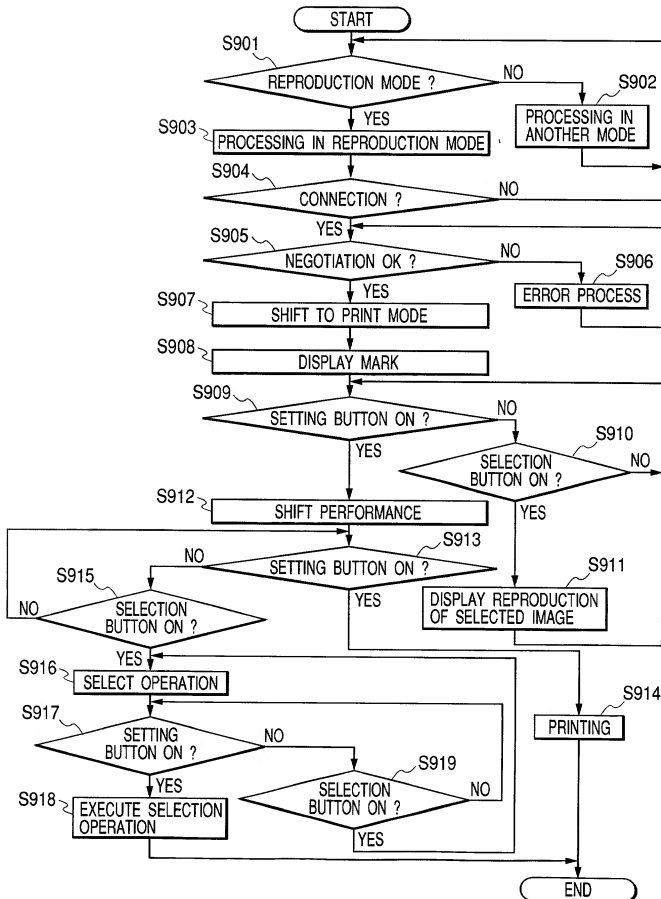 START
S901
REPRODUCTION MODE ?
NO
S902
YES
PROCESSING IN
ANOTHER MODE
S903
PROCESSING IN REPRODUCTION MODE
S904
CONNECTION ?
NO
YES
S905
NEGOTIATION OK ?
NO
S906
YES
ERROR PROCESS
S907
SHIFT TO PRINT MODE
S908
DISPLAY MARK
S909
SETTING BUTTON ON ?
NO
YES
S910
SELECTION
BUTTON ON ?
NO
YES
S912
SHIFT PERFORMANCE
S913
SETTING BUTTON ON ?
NO
YES
S911
DISPLAY REPRODUCTION
OF SELECTED IMAGE
S915
SELECTION
BUTTON ON ?
NO
YES
S916
SELECT OPERATION
S914
PRINTING
S917
SETTING
BUTTON ON ?
NO
YES
S919
SELECTION
BUTTON ON ?
NO
YES
S918
EXECUTE SELECTION
OPERATION
END